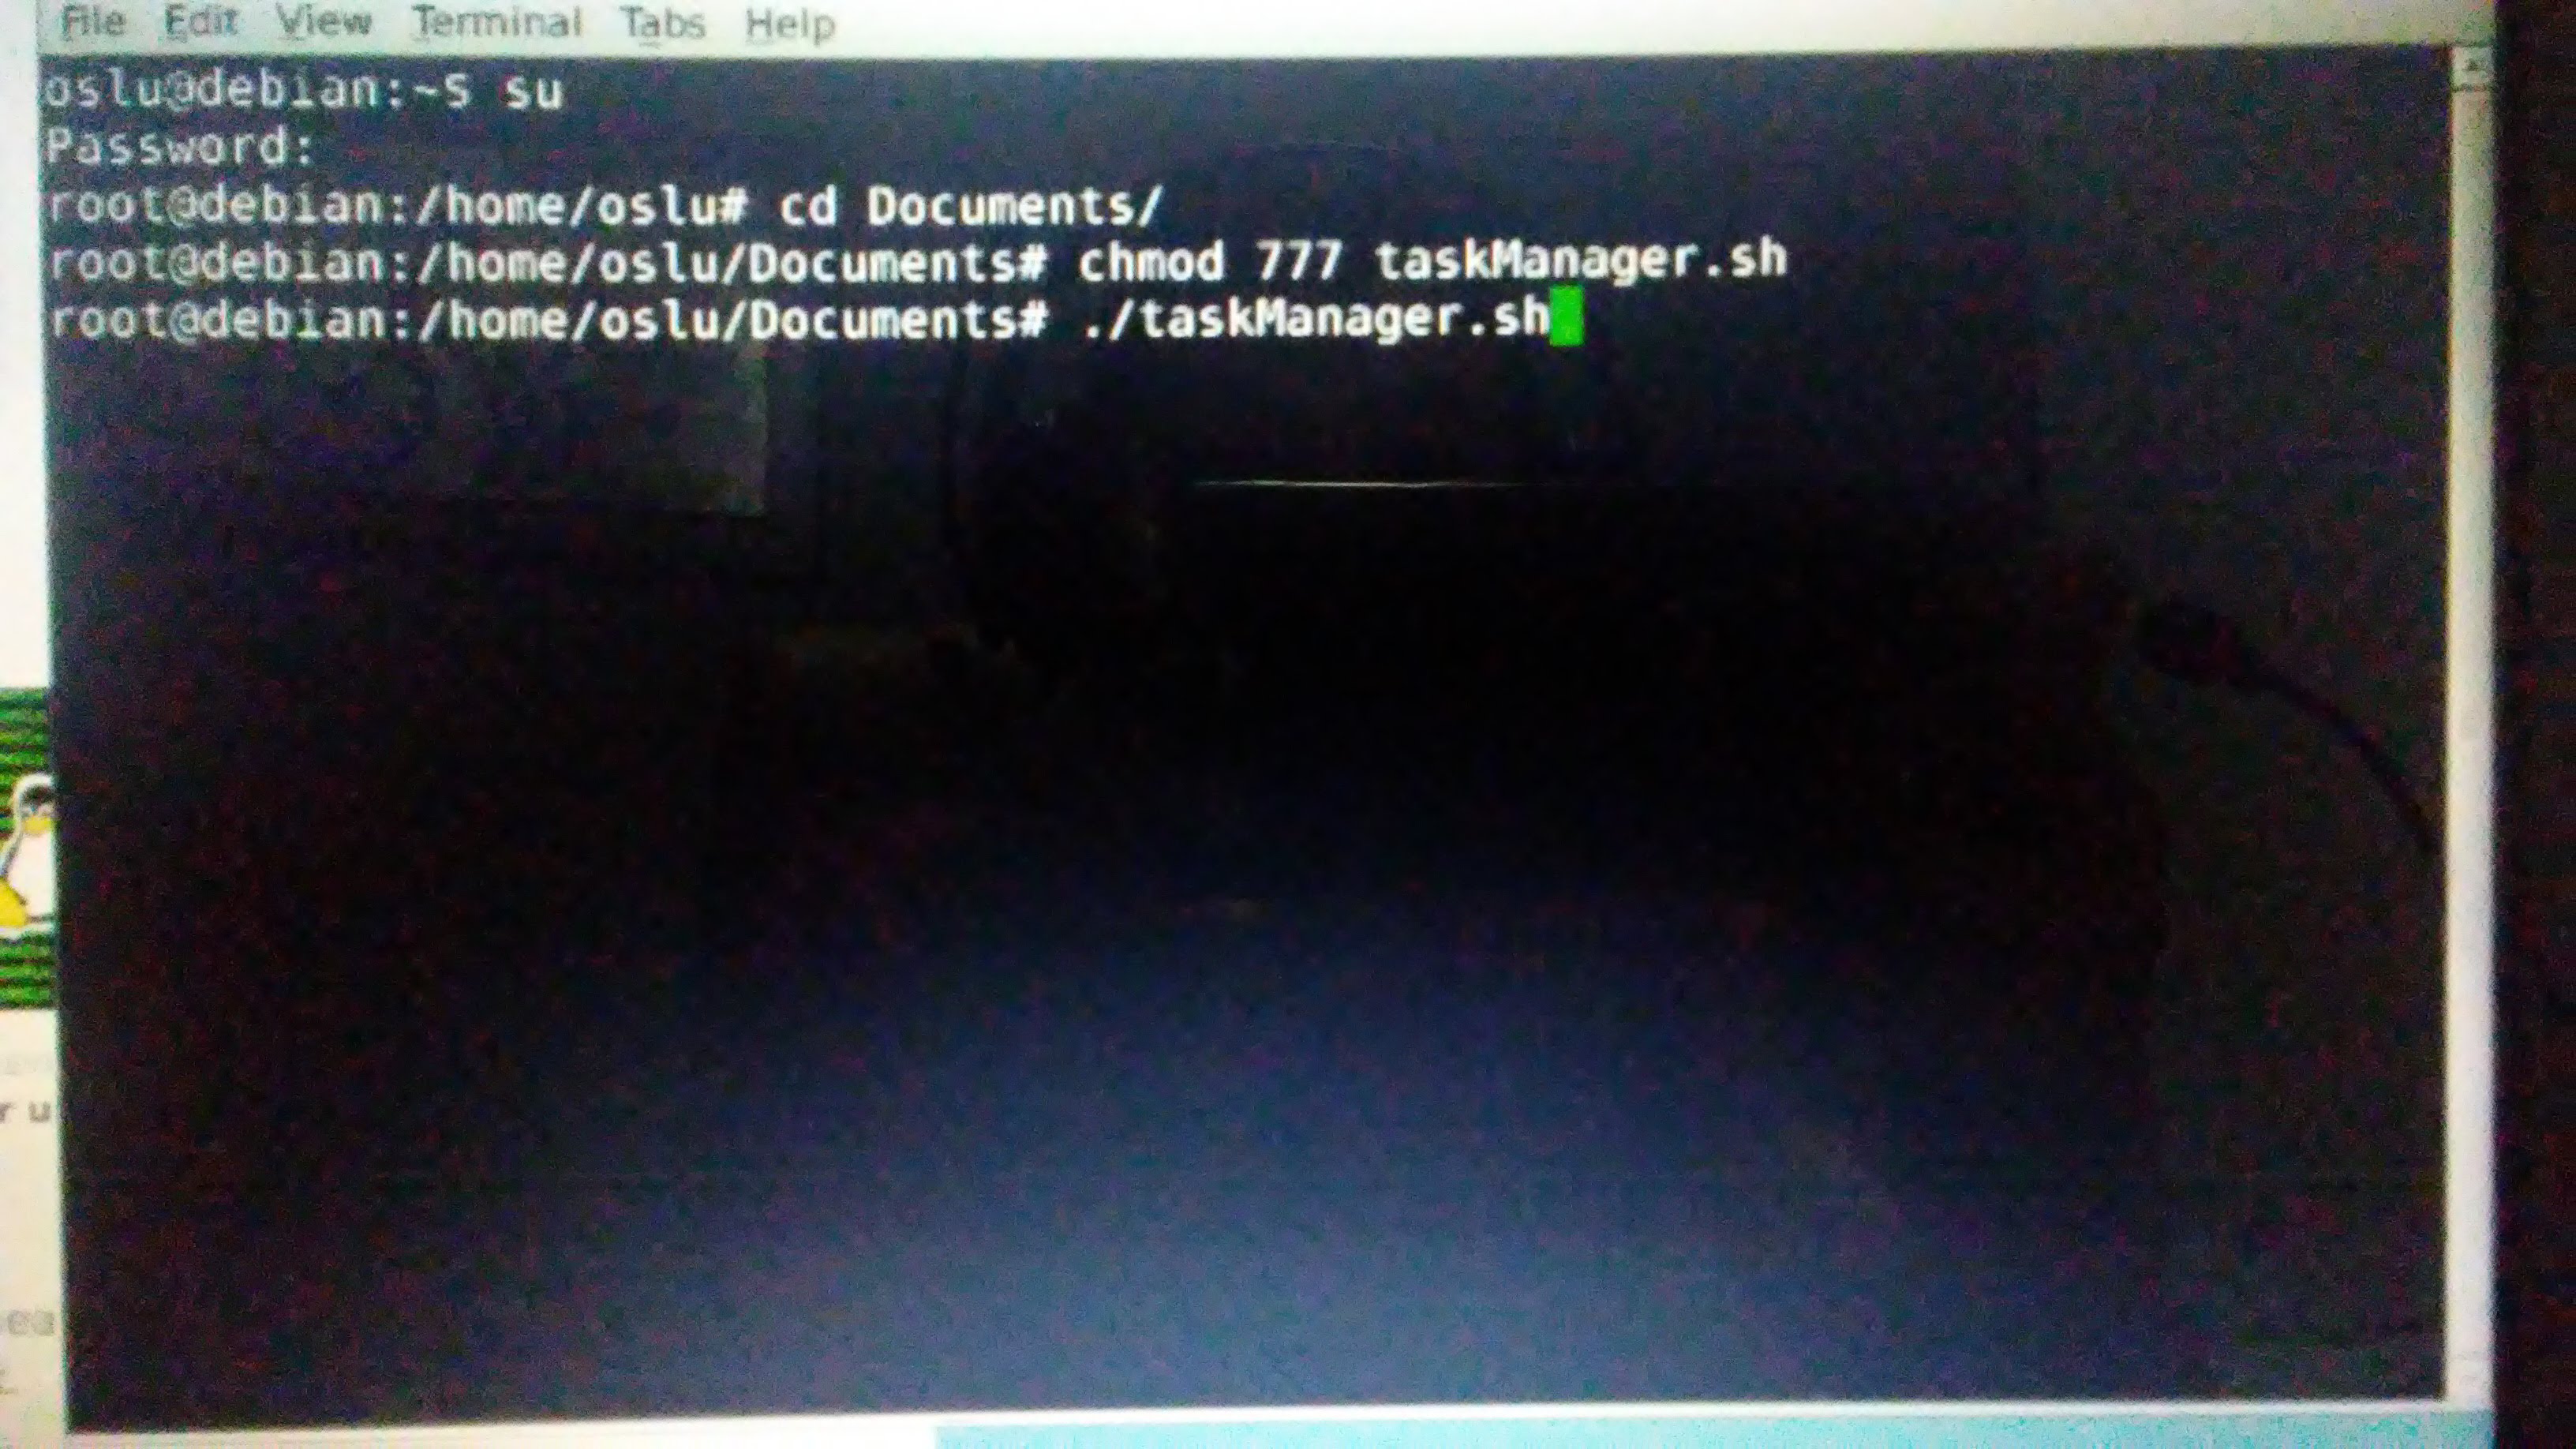 File Edit View Terminal Tabs Help
oslu@debian:~$ su
Password:
root@debian:/home/oslu# cd Documents/
root@debian:/home/oslu/Documents# chmod 777 taskManager.sh
root@debian:/home/oslu/Documents# ./taskManager.sh
r u
ea